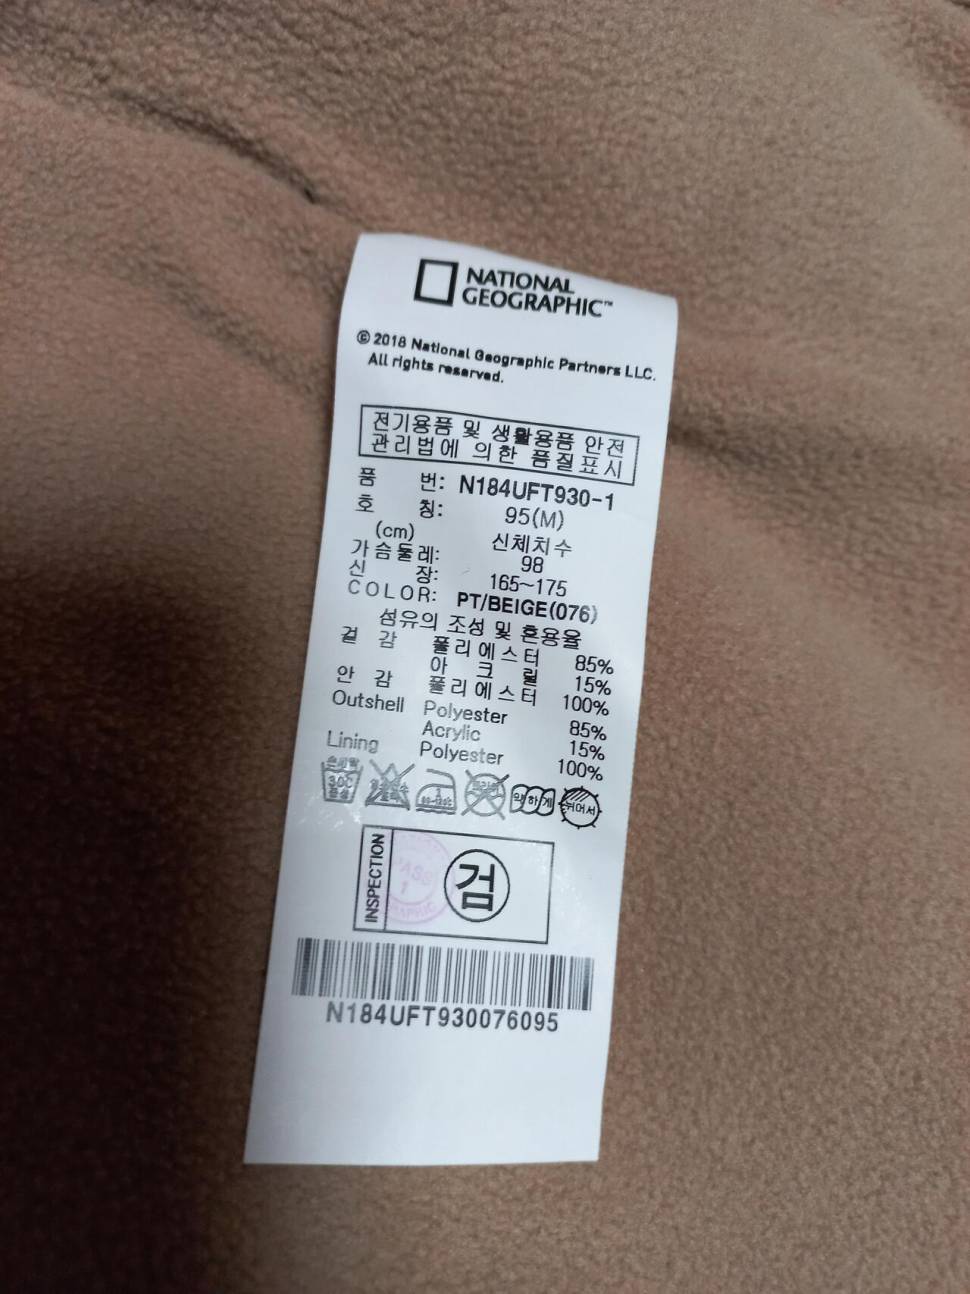 NATIONAL
GEOGRAPHIC™
© 2018 National Geographic Partners LLC.
All rights reserved.
전기용품 및 생활용품 안전
관리법에 의한 품질표시
품 번: N184UFT930-1
호 칭: 95(M)
(cm) 신체치수
가슴둘레: 98
신 장: 165~175
COLOR: PT/BEIGE(076)
섬유의 조성 및 혼용율
겉 감 폴리에스터 85%
아 크 릴 15%
안 감 폴리에스터 100%
Outshell Polyester 85%
Acrylic 15%
Lining Polyester 100%
약하게 뉘어서
INSPECTION 검
N184UFT930076095